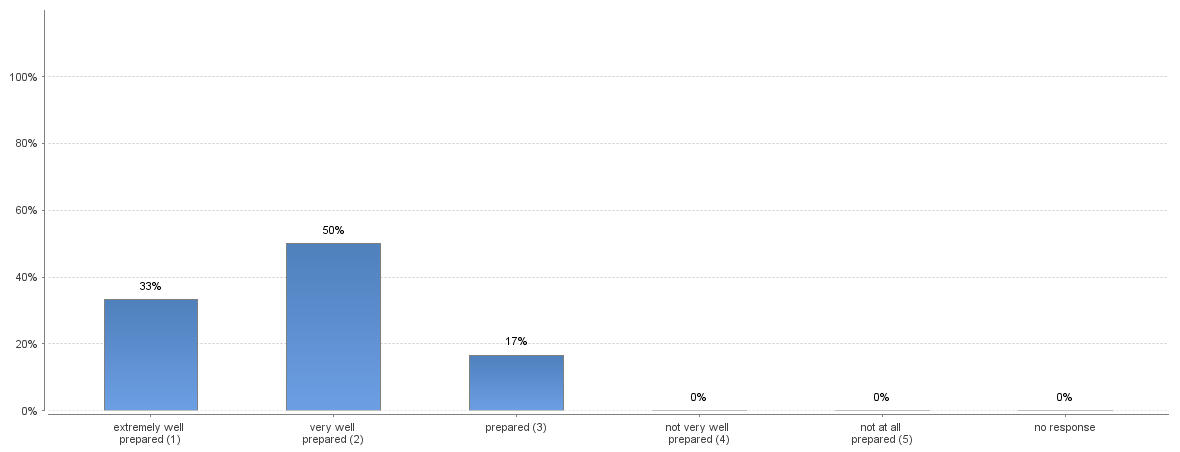 100%
80%
60%
40%
20%
0%
33%
50%
17%
0%
0%
0%
extremely well
prepared (1)
very well
prepared (2)
prepared (3)
not very well
prepared (4)
not at all
prepared (5)
no response